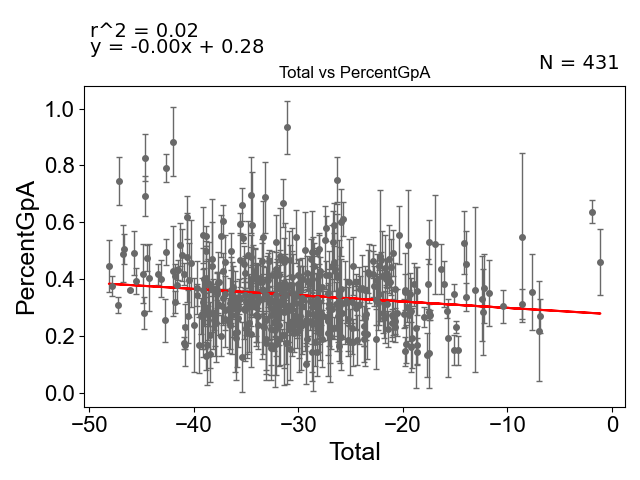 r^2 = 0.02
y = -0.00x + 0.28
N = 431
Total vs PercentGpA
1.0
0.8
0.6
0.4
0.2
0.0
PercentGpA
−50
−40
−30
−20
−10
0
Total